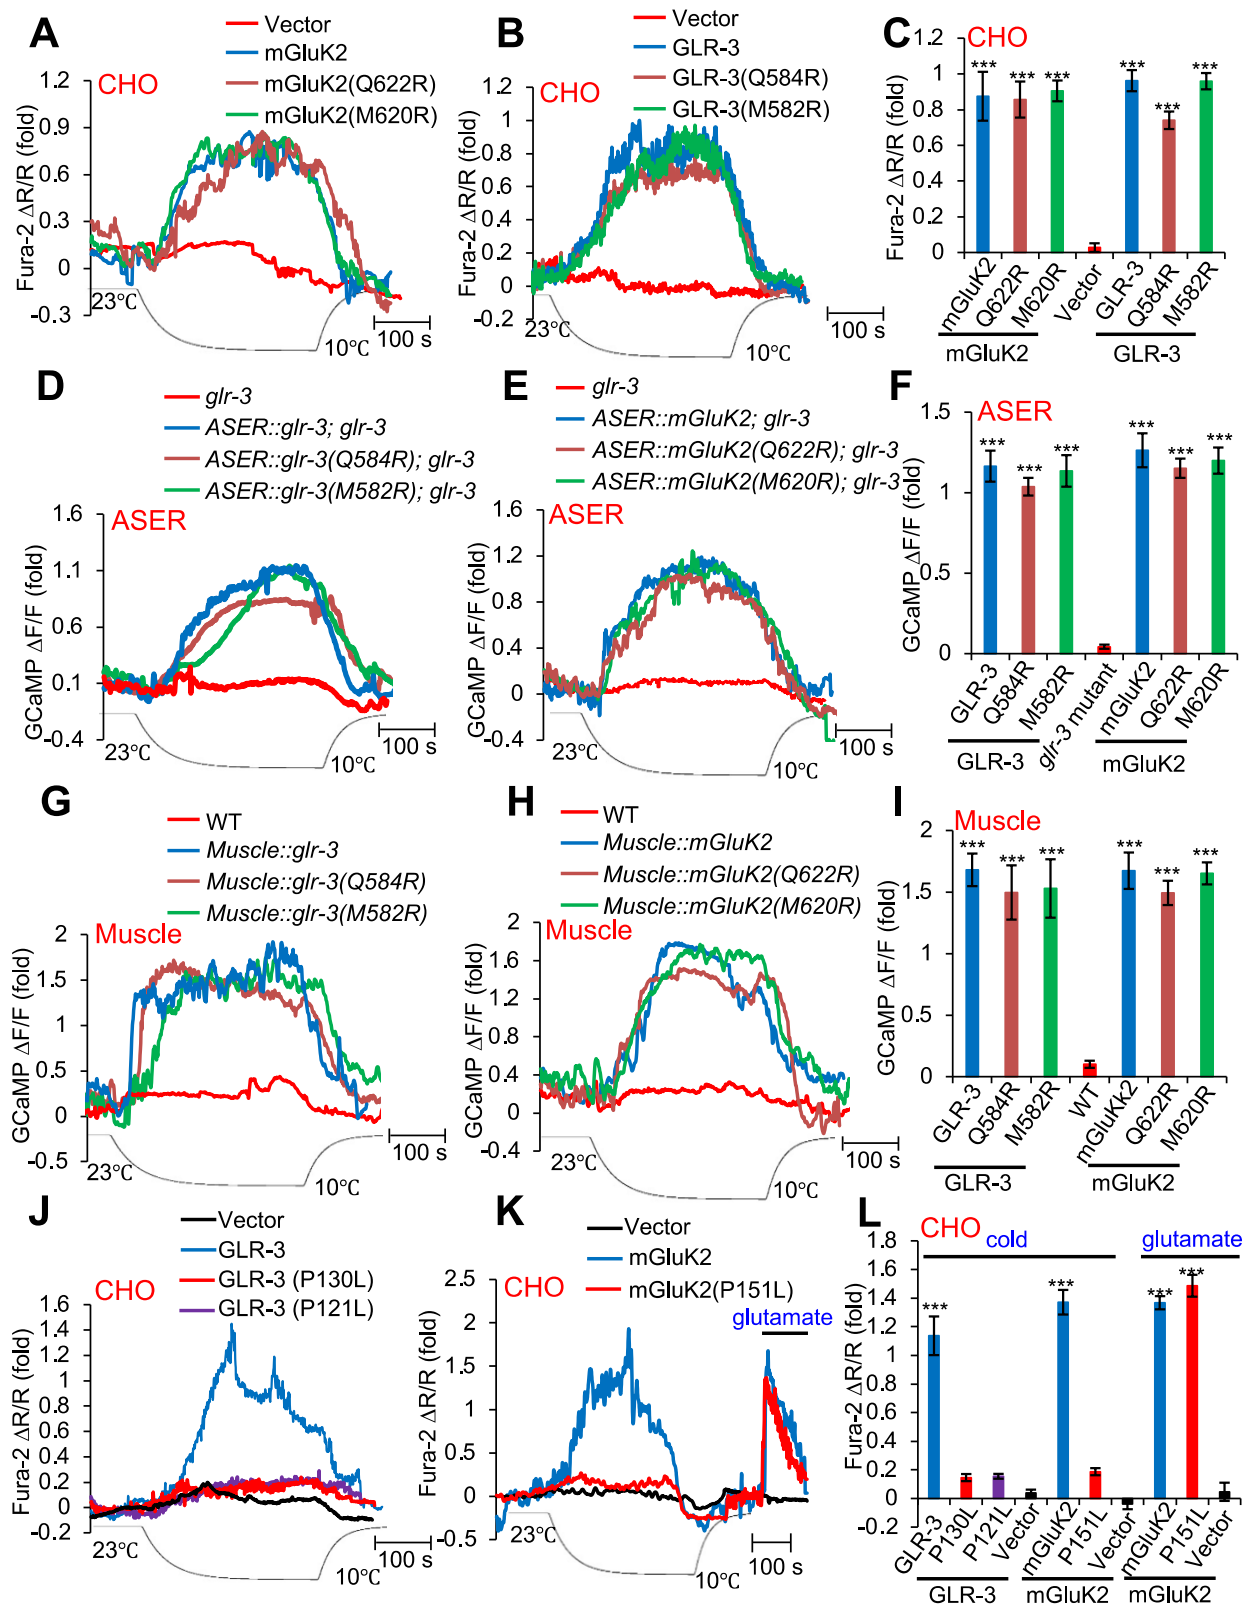 A
Vector
mGluK2
mGluK2(Q622R)
mGluK2(M620R)
CHO
Fura-2 ΔR/R (fold)
1.2
0.9
0.6
0.3
0
-0.3
23°C
10°C
100 s
B
Vector
GLR-3
GLR-3(Q584R)
GLR-3(M582R)
CHO
Fura-2 ΔR/R (fold)
1.2
1
0.8
0.6
0.4
0.2
0
-0.2
23°C
10°C
100 s
C
CHO
Fura-2 ΔR/R (fold)
1.2
0.9
0.6
0.3
0
*** *** *** *** *** ***
mGluK2
Q622R
M620R
Vector
GLR-3
Q584R
M582R
mGluK2
GLR-3
D
glr-3
ASER::glr-3; glr-3
ASER::glr-3(Q584R); glr-3
ASER::glr-3(M582R); glr-3
ASER
GCaMP ΔF/F (fold)
1.6
1.1
0.6
0.1
-0.4
23°C
10°C
100 s
E
glr-3
ASER::mGluK2; glr-3
ASER::mGluK2(Q622R); glr-3
ASER::mGluK2(M620R); glr-3
ASER
GCaMP ΔF/F (fold)
1.6
1.2
0.8
0.4
0
-0.4
23°C
10°C
100 s
F
ASER
GCaMP ΔF/F (fold)
1.5
1
0.5
0
*** *** *** *** *** ***
GLR-3
Q584R
M582R
glr-3 mutant
mGluK2
Q622R
M620R
GLR-3
mGluK2
G
WT
Muscle::glr-3
Muscle::glr-3(Q584R)
Muscle::glr-3(M582R)
Muscle
GCaMP ΔF/F (fold)
2
1.5
1
0.5
0
-0.5
23°C
10°C
100 s
H
WT
Muscle::mGluK2
Muscle::mGluK2(Q622R)
Muscle::mGluK2(M620R)
Muscle
GCaMP ΔF/F (fold)
2
1.6
1.2
0.8
0.4
0
-0.4
23°C
10°C
100 s
I
Muscle
GCaMP ΔF/F (fold)
2
1.5
1
0.5
0
*** *** *** *** *** ***
GLR-3
Q584R
M582R
WT
mGluKk2
Q622R
M620R
GLR-3
mGluK2
J
Vector
GLR-3
GLR-3 (P130L)
GLR-3 (P121L)
CHO
Fura-2 ΔR/R (fold)
1.6
1.4
1.2
1
0.8
0.6
0.4
0.2
0
-0.2
23°C
10°C
100 s
K
Vector
mGluK2
mGluK2(P151L)
CHO
glutamate
Fura-2 ΔR/R (fold)
2.5
2
1.5
1
0.5
0
-0.5
23°C
10°C
100 s
L
CHO
cold
glutamate
Fura-2 ΔR/R (fold)
1.8
1.6
1.4
1.2
1
0.8
0.6
0.4
0.2
0
-0.2
*** *** *** ***
GLR-3
P130L
P121L
Vector
mGluK2
P151L
Vector
mGluK2
P151L
Vector
GLR-3
mGluK2
mGluK2